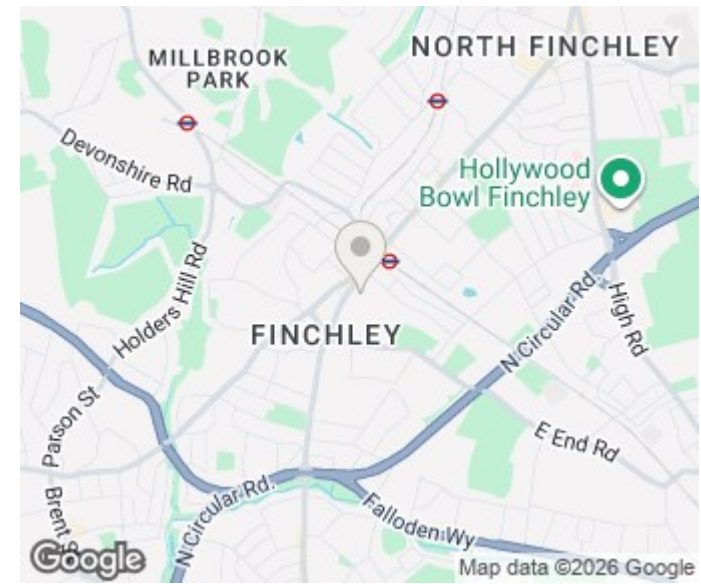 MILLBROOK
PARK
NORTH FINCHLEY
Devonshire Rd
Hollywood
Bowl Finchley
Holders Hill Rd
FINCHLEY
N Circular Rd.
High Rd
Parson St
E End Rd
Brent S
N Circular Rd.
Falloden Wy
Google
Map data ©2026 Google